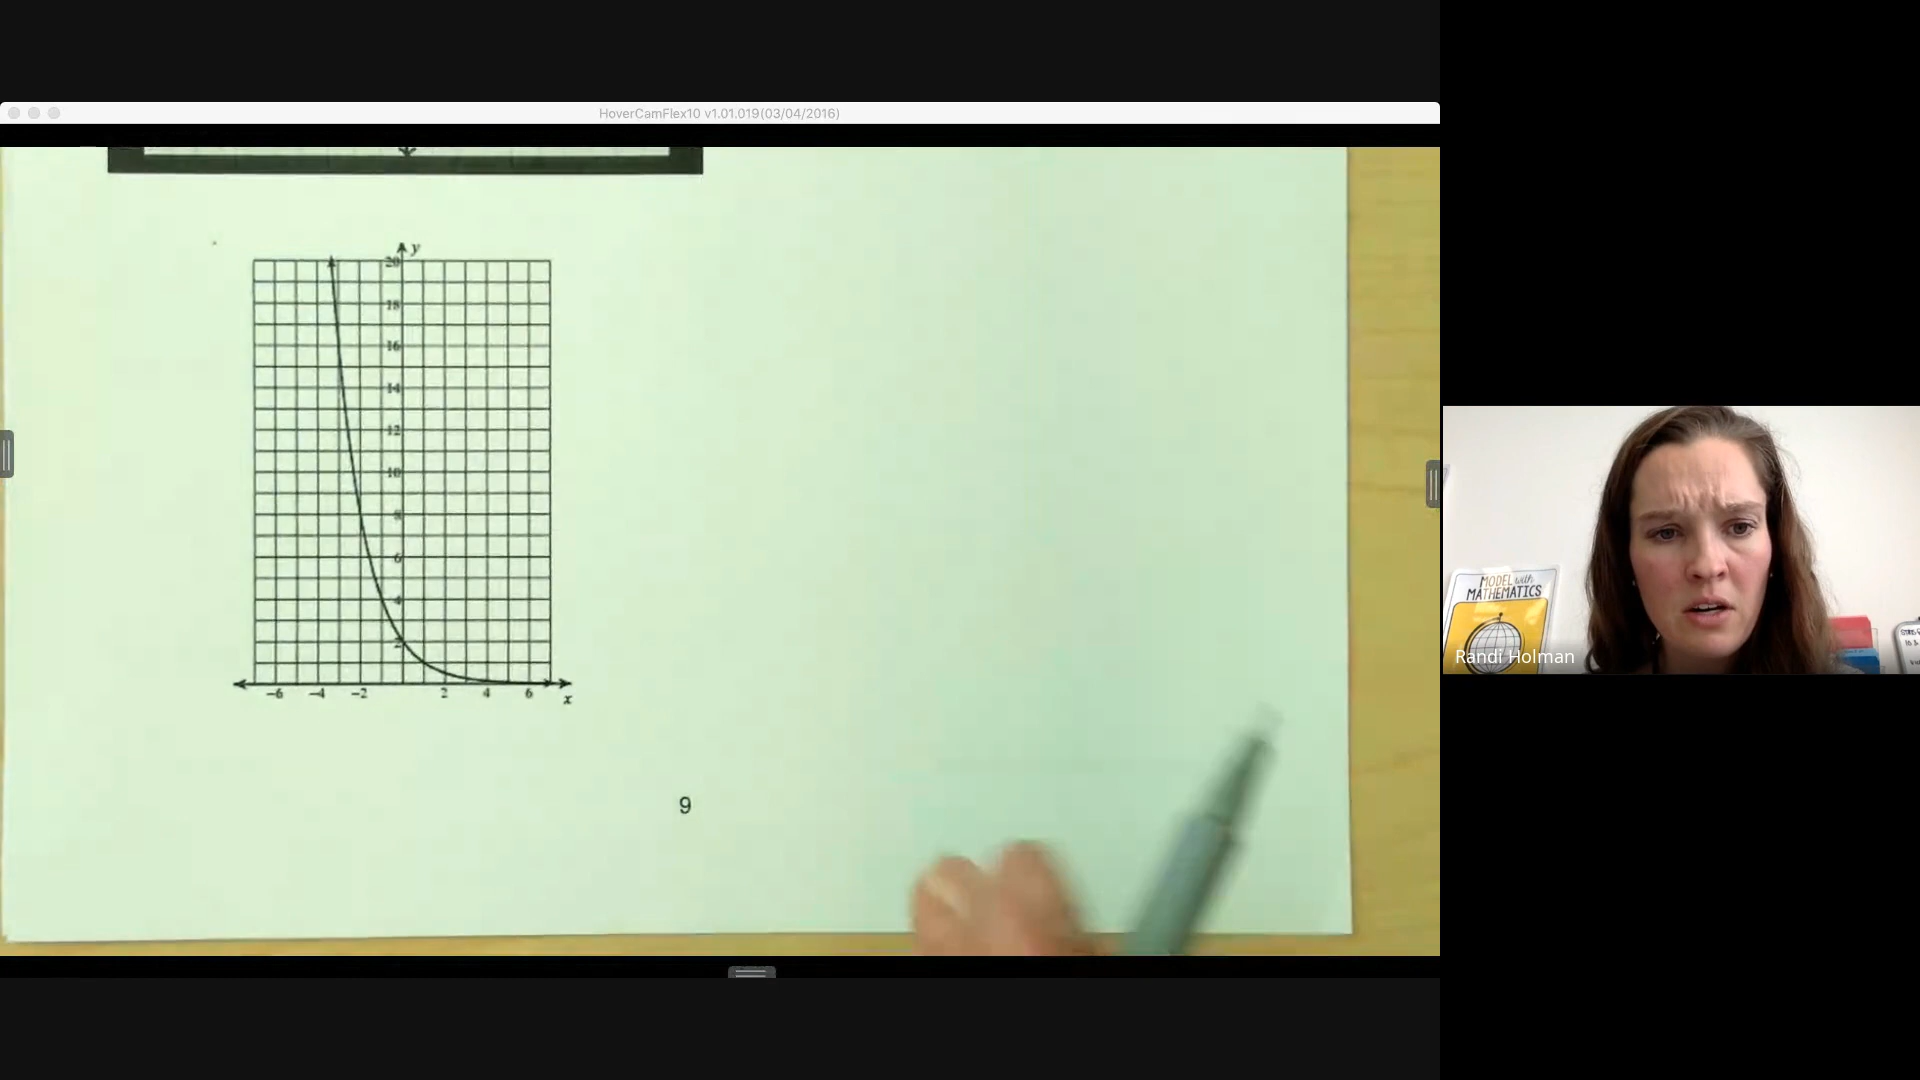 HoverCamFlex10 v1.01.019(03/04/2016)
y
20
18
16
14
12
10
8
6
4
2
-6 -4 -2 2 4 6
x
9
MODEL with
MATHEMATICS
Randi Holman